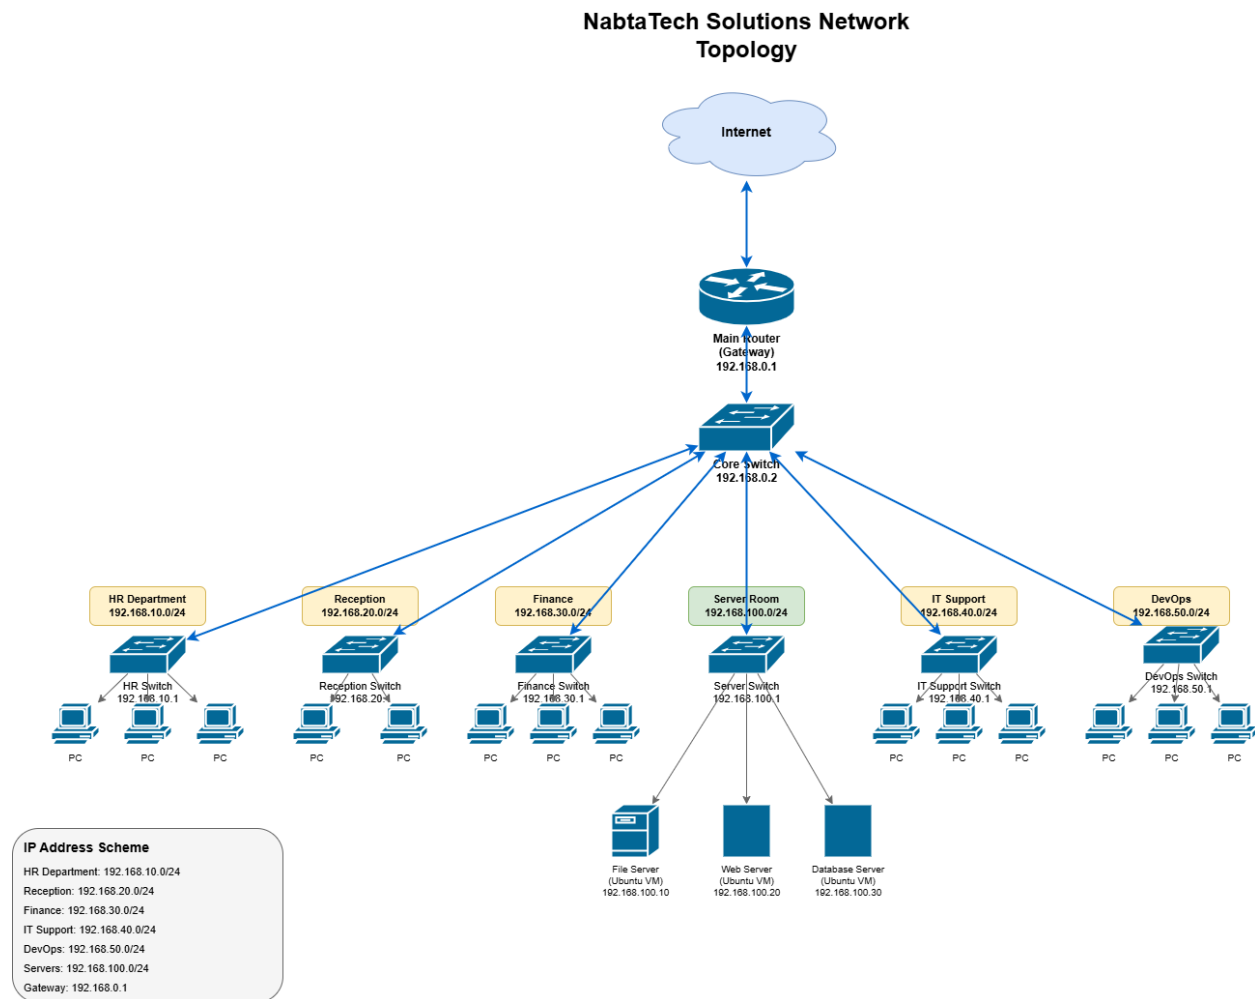 NabtaTech Solutions Network
Topology
Internet
Main Router
(Gateway)
192.168.0.1
Core Switch
192.168.0.2
HR Department
192.168.10.0/24
Reception
192.168.20.0/24
Finance
192.168.30.0/24
Server Room
192.168.100.0/24
IT Support
192.168.40.0/24
DevOps
192.168.50.0/24
HR Switch
192.168.10.1
Reception Switch
192.168.20.
Finance Switch
192.168.30.1
Server Switch
192.168.100.1
IT Support Switch
192.168.40.1
DevOps Switch
192.168.50.1
PC
PC
PC
PC
PC
PC
PC
PC
PC
PC
PC
PC
PC
PC
File Server
(Ubuntu VM)
192.168.100.10
Web Server
(Ubuntu VM)
192.168.100.20
Database Server
(Ubuntu VM)
192.168.100.30
IP Address Scheme
HR Department: 192.168.10.0/24
Reception: 192.168.20.0/24
Finance: 192.168.30.0/24
IT Support: 192.168.40.0/24
DevOps: 192.168.50.0/24
Servers: 192.168.100.0/24
Gateway: 192.168.0.1